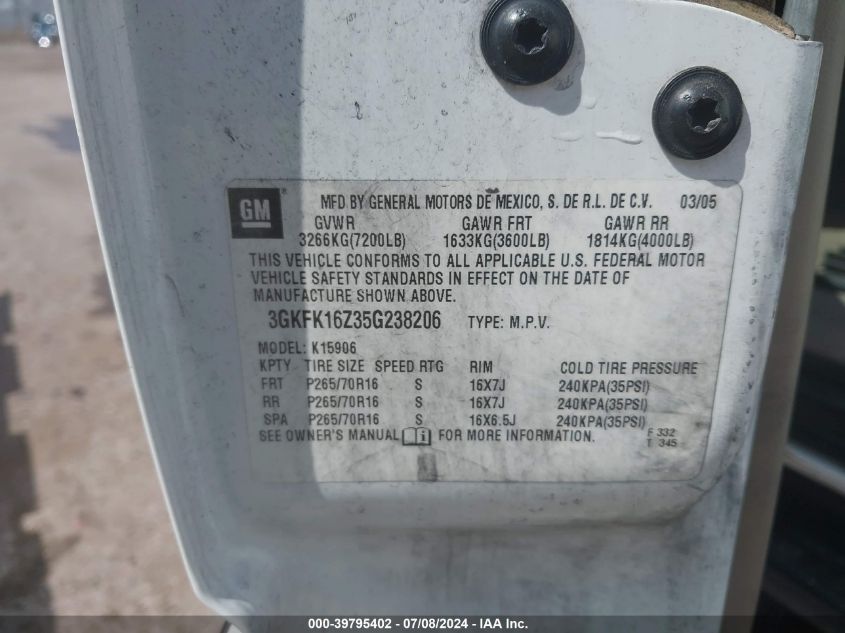 GM
MFD BY GENERAL MOTORS DE MEXICO, S. DE R.L. DE C.V. 03/05
GVWR GAWR FRT GAWR RR
3266KG(7200LB) 1633KG(3600LB) 1814KG(4000LB)
THIS VEHICLE CONFORMS TO ALL APPLICABLE U.S. FEDERAL MOTOR
VEHICLE SAFETY STANDARDS IN EFFECT ON THE DATE OF
MANUFACTURE SHOWN ABOVE.
3GKFK16Z35G238206 TYPE: M.P.V.
MODEL: K15906
KPTY TIRE SIZE SPEED RTG RIM COLD TIRE PRESSURE
FRT P265/70R16 S 16X7J 240KPA(35PSI)
RR P265/70R16 S 16X7J 240KPA(35PSI)
SPA P265/70R16 S 16X6.5J 240KPA(35PSI)
SEE OWNER'S MANUAL i FOR MORE INFORMATION.
F 332
T 345
000-39795402 - 07/08/2024 - IAA Inc.